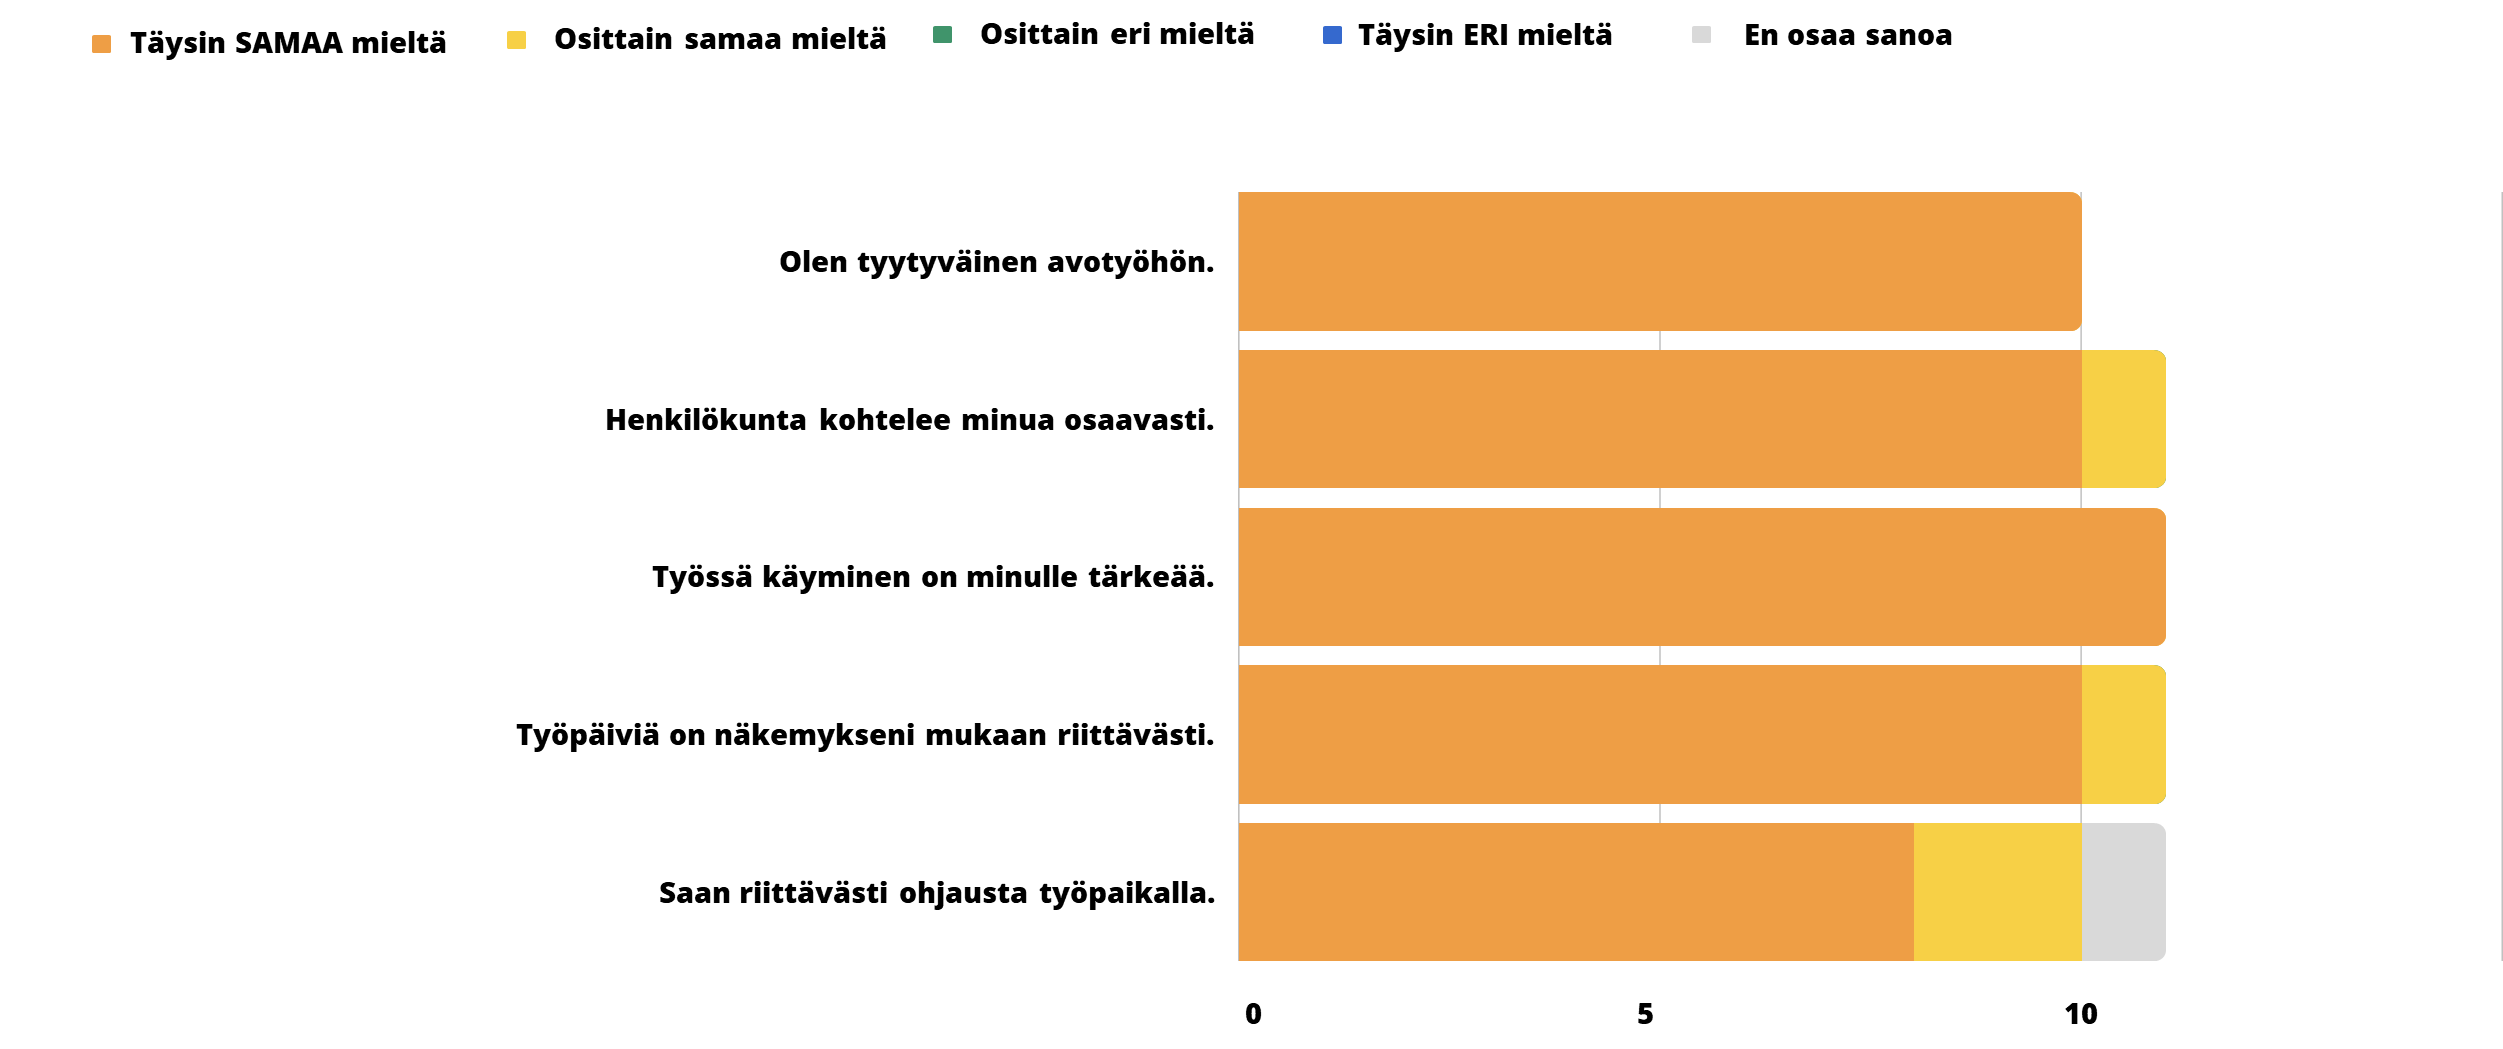 Täysin SAMAA mieltä Osittain samaa mieltä Osittain eri mieltä Täysin ERI mieltä En osaa sanoa
Olen tyytyväinen avotyöhön.
Henkilökunta kohtelee minua osaavasti.
Työssä käyminen on minulle tärkeää.
Työpäiviä on näkemykseni mukaan riittävästi.
Saan riittävästi ohjausta työpaikalla.
0 5 10